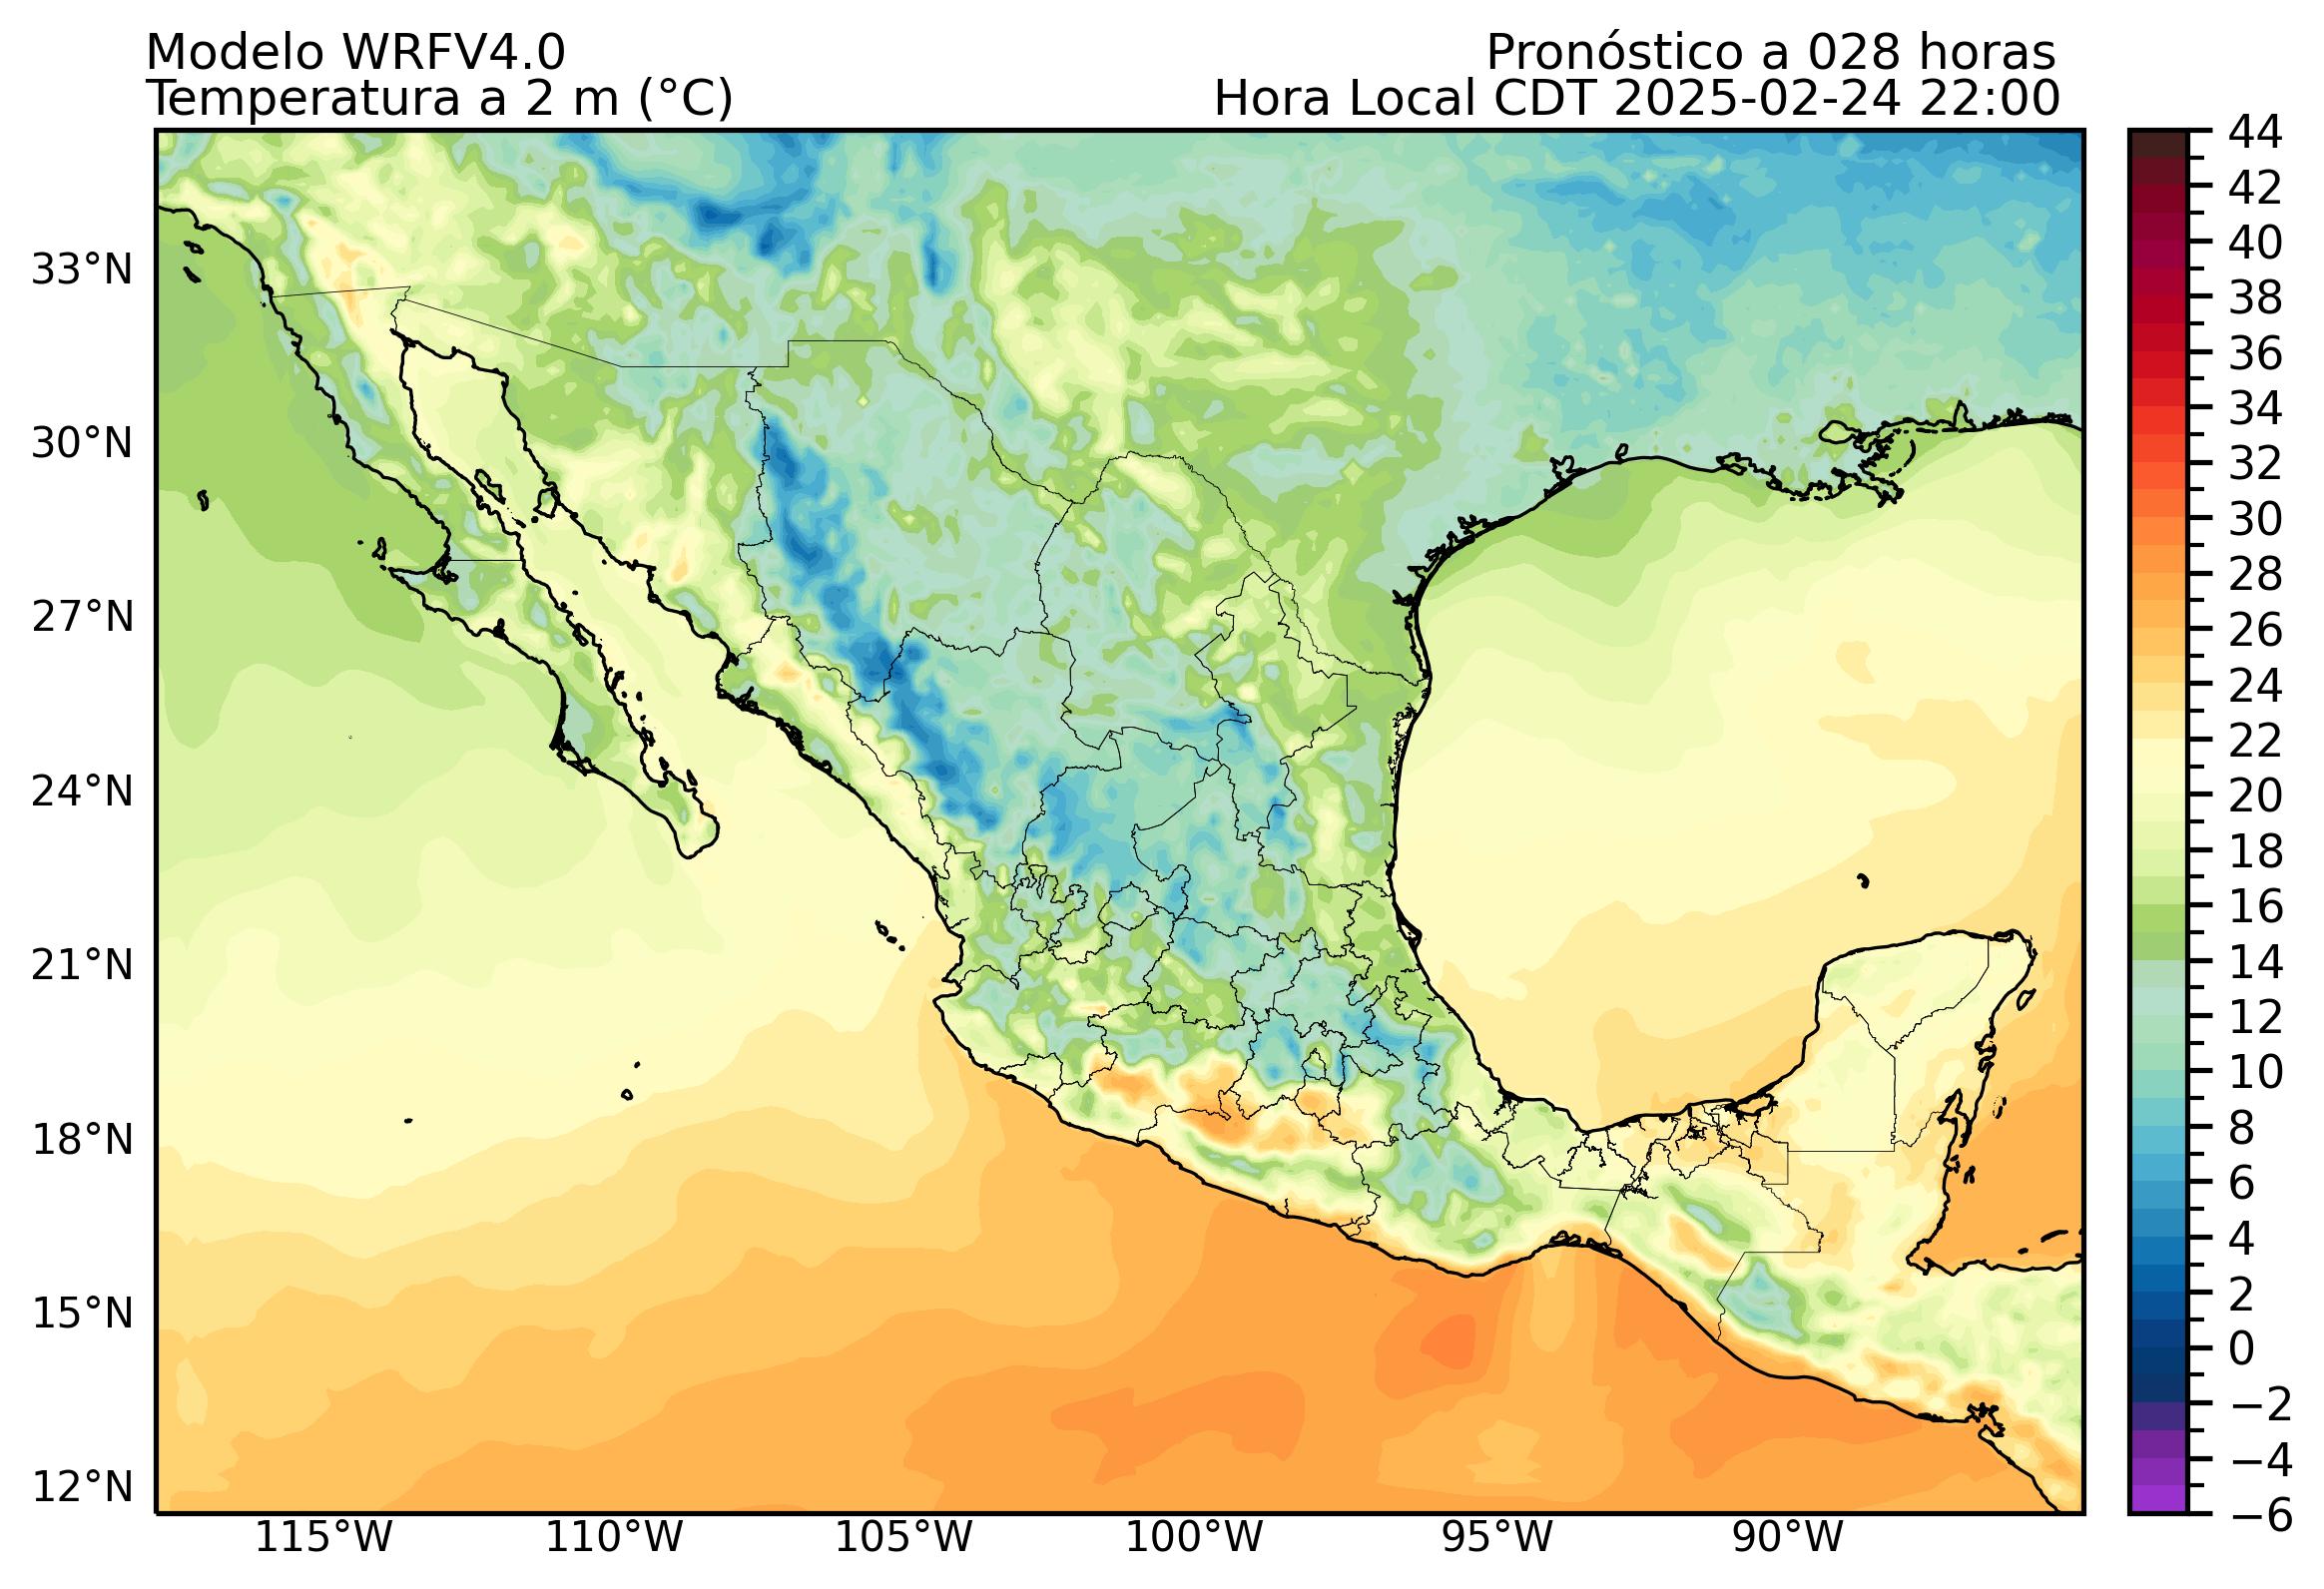 Modelo WRFV4.0
Temperatura a 2 m (°C)
Pronóstico a 028 horas
Hora Local CDT 2025-02-24 22:00
33°N
30°N
27°N
24°N
21°N
18°N
15°N
12°N
115°W
110°W
105°W
100°W
95°W
90°W
44
42
40
38
36
34
32
30
28
26
24
22
20
18
16
14
12
10
8
6
4
2
0
−2
−4
−6